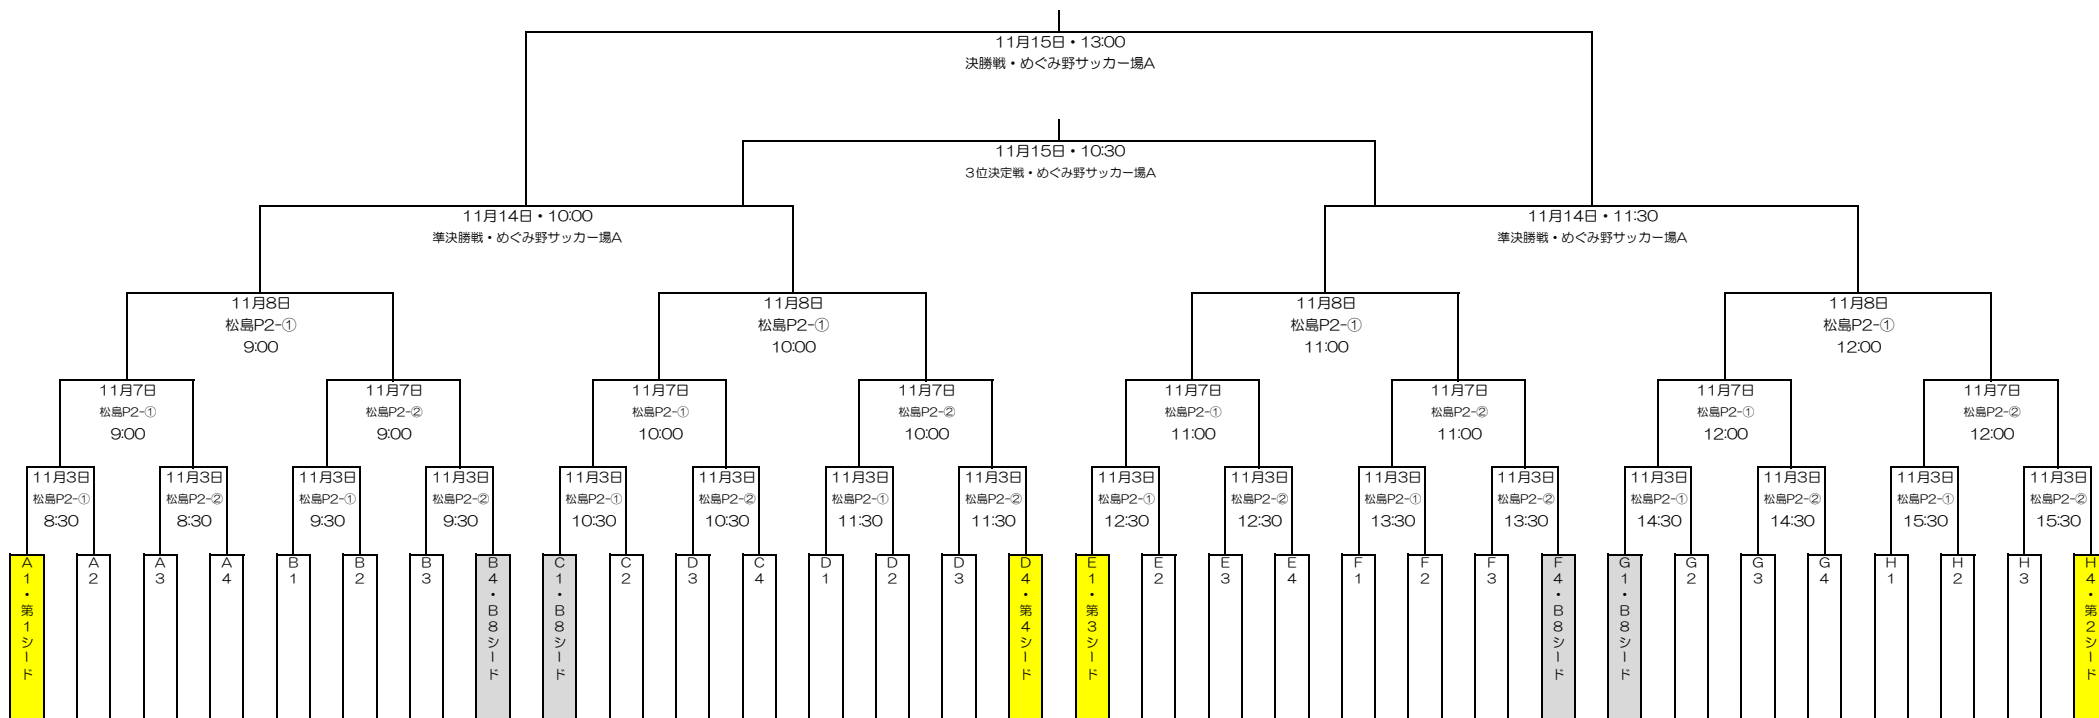 11月15日・13:00
決勝戦・めぐみ野サッカー場A
11月15日・10:30
3位決定戦・めぐみ野サッカー場A
11月14日・10:00
準決勝戦・めぐみ野サッカー場A
11月14日・11:30
準決勝戦・めぐみ野サッカー場A
11月8日
松島P2-①
9:00
11月8日
松島P2-①
10:00
11月8日
松島P2-①
11:00
11月8日
松島P2-①
12:00
11月7日
松島P2-①
9:00
11月7日
松島P2-②
9:00
11月7日
松島P2-①
10:00
11月7日
松島P2-②
10:00
11月7日
松島P2-①
11:00
11月7日
松島P2-②
11:00
11月7日
松島P2-①
12:00
11月7日
松島P2-②
12:00
11月3日
松島P2-①
8:30
11月3日
松島P2-②
8:30
11月3日
松島P2-①
9:30
11月3日
松島P2-②
9:30
11月3日
松島P2-①
10:30
11月3日
松島P2-②
10:30
11月3日
松島P2-①
11:30
11月3日
松島P2-②
11:30
11月3日
松島P2-①
12:30
11月3日
松島P2-②
12:30
11月3日
松島P2-①
13:30
11月3日
松島P2-②
13:30
11月3日
松島P2-①
14:30
11月3日
松島P2-②
14:30
11月3日
松島P2-①
15:30
11月3日
松島P2-②
15:30
A1・第1シード
A2
A3
A4
B1
B2
B3
B4・B8シード
C1・B8シード
C2
D3
C4
D1
D2
D3
D4・第4シード
E1・第3シード
E2
E3
E4
F1
F2
F3
F4・B8シード
G1・B8シード
G2
G3
G4
H1
H2
H3
H4・第2シード